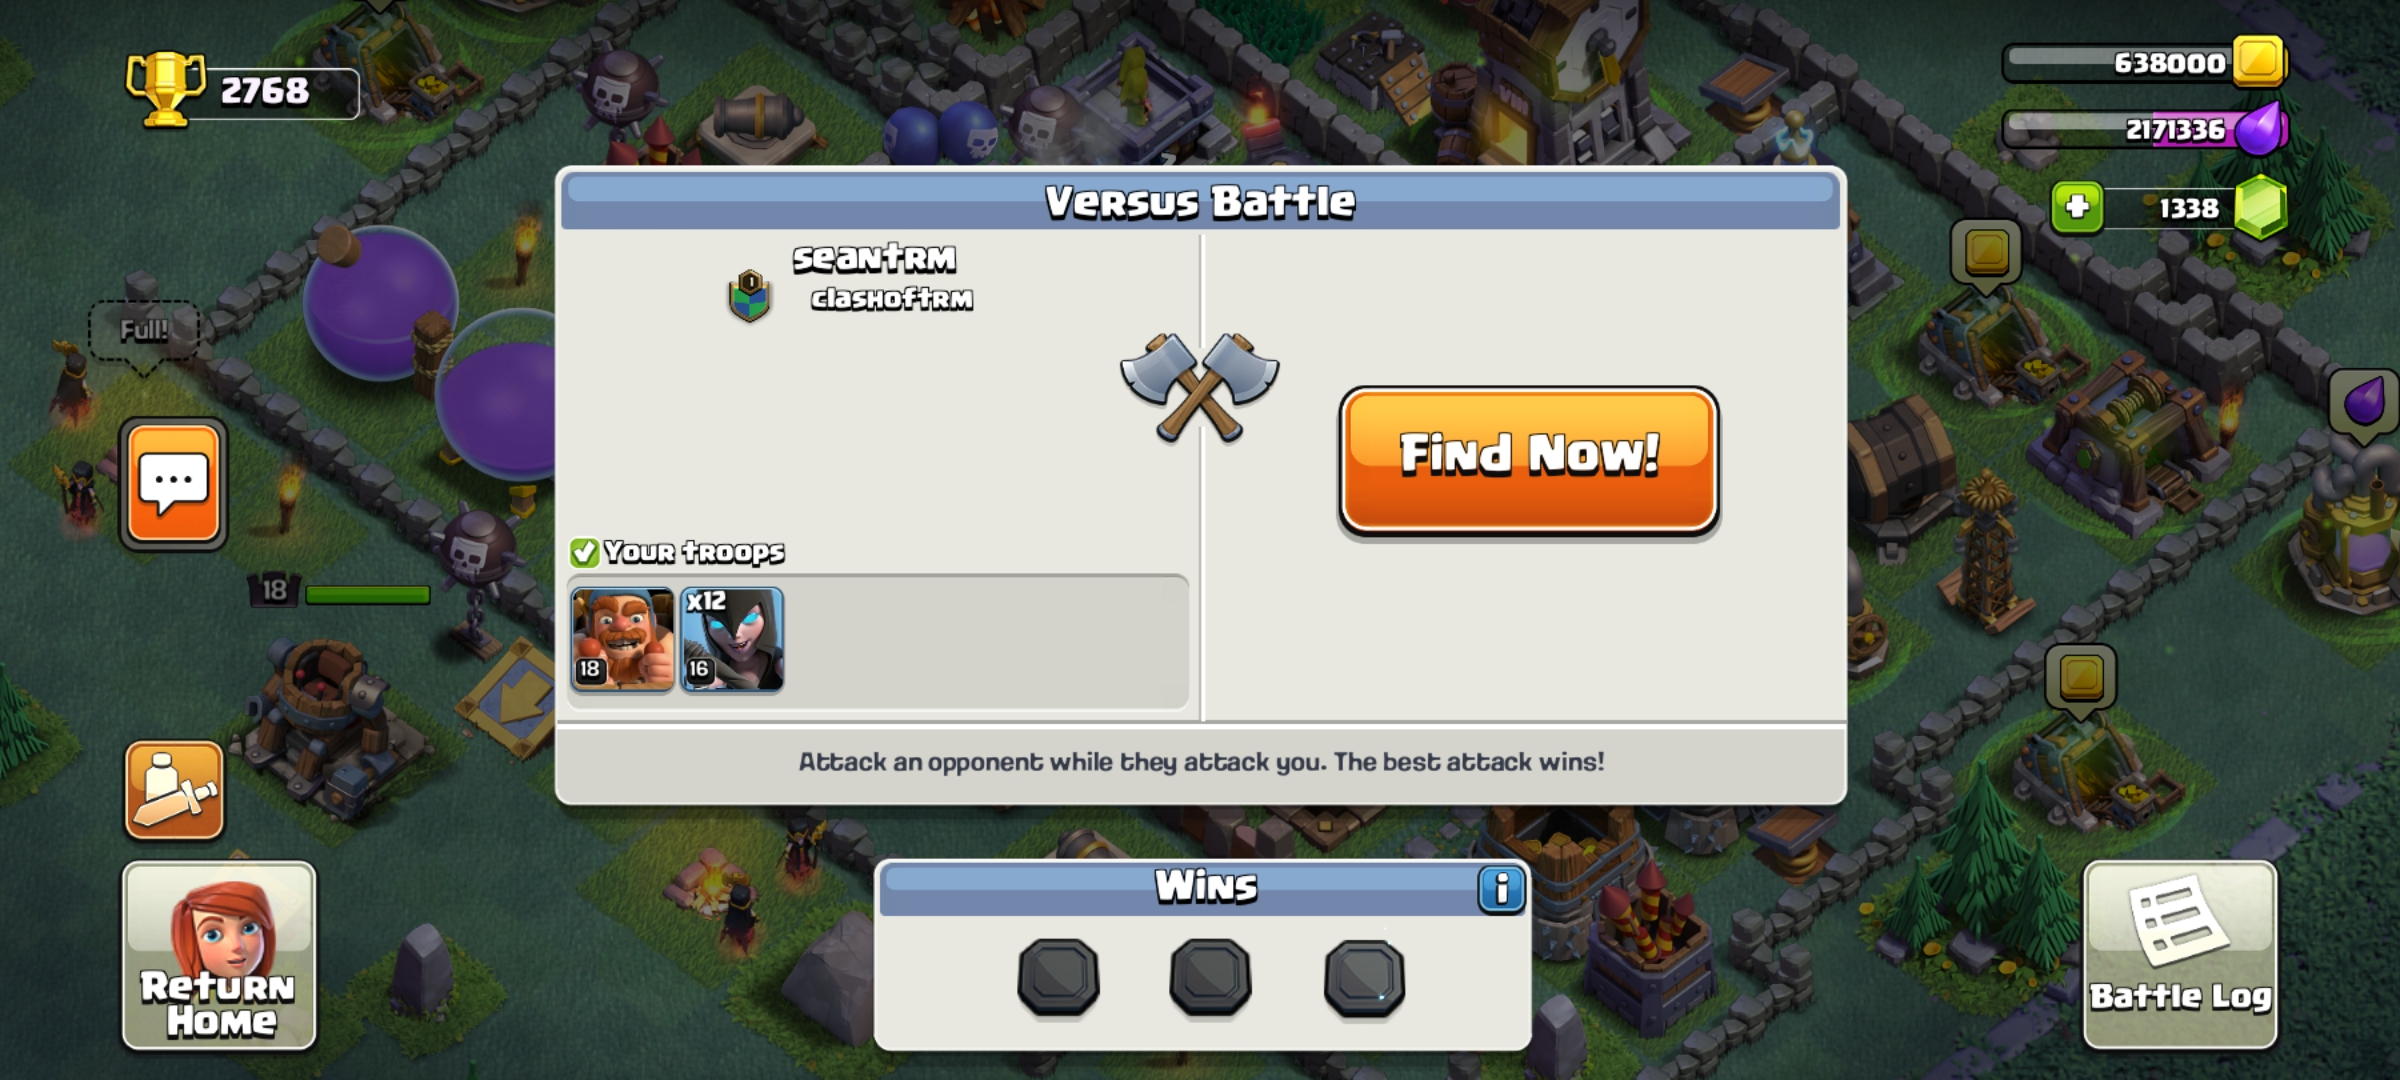 2768
638000
2171336
1338
Versus Battle
seantrm
clashoftrm
Full!
Find Now!
Your troops
18
x12
18
16
Attack an opponent while they attack you. The best attack wins!
Wins
i
Return
Home
Battle Log